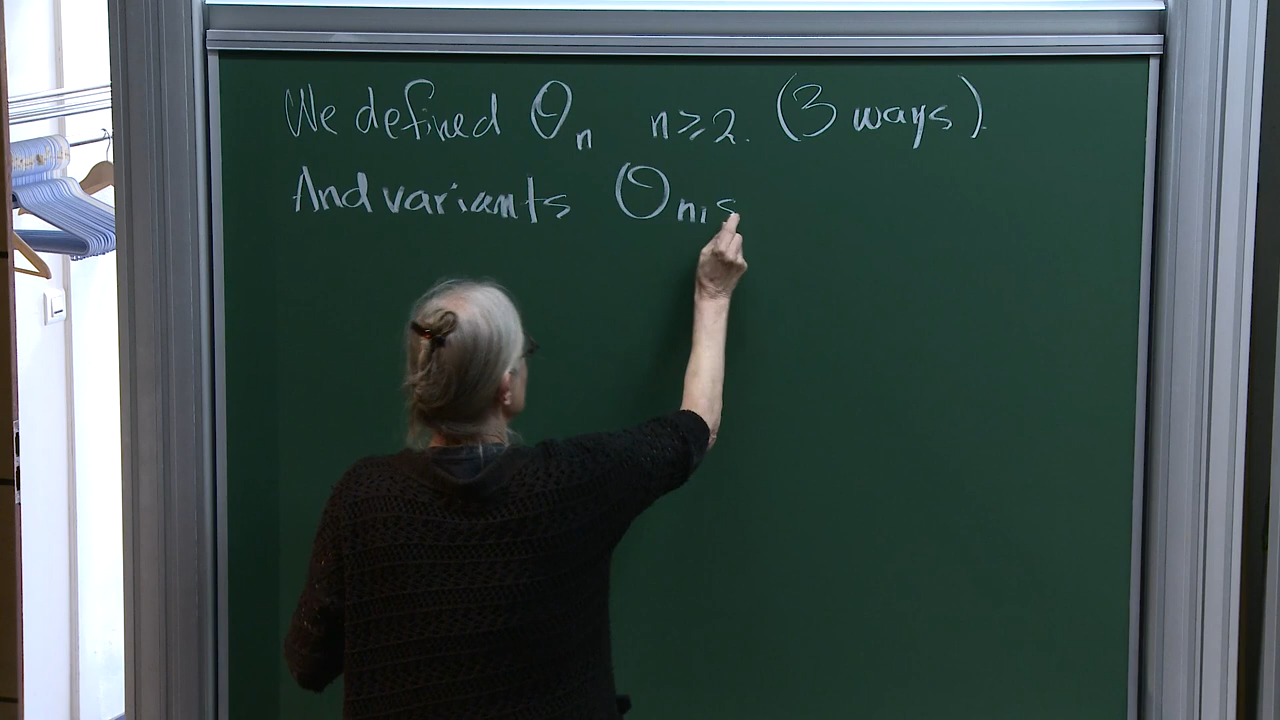 We defined O_n n≥2. (3 ways).
And variants O_n,s